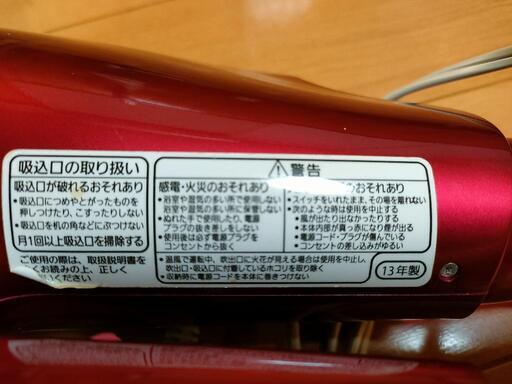 吸込口の取り扱い
吸込口が破れるおそれあり
●吸込口につめやとがったものを
押しつけたり、こすったりしない
●吸込口を机の角などにぶつけない
月1回以上吸込口を掃除する
ご使用の際は、取扱説明書を
よくお読みの上、正しく
ください
警告
感電・火災のおそれあり
●浴室や湿気の多い所で使用しない
浴室や湿気の多い所に保管しない
●ぬれた手で使用したり、電源
プラグの抜き差しをしない
●使用後は必ず電源プラグを
コンセントから抜く
のおそれあり
●スイッチをいれたまま、その場を離れない
●次のような時は使用を中止する
・風が出たり出なかったりする
・本体内部が真っ赤になり煙が出る
・電源コード・プラグが傷んでいる
・コンセントの差し込みがゆるい
●温風で運転中、吹出口に火花が見える場合は使用を中止し、
吹出口・吸込口に付着しているホコリを取り除く
●収納時に電源コードを本体に巻きつけない
13年製